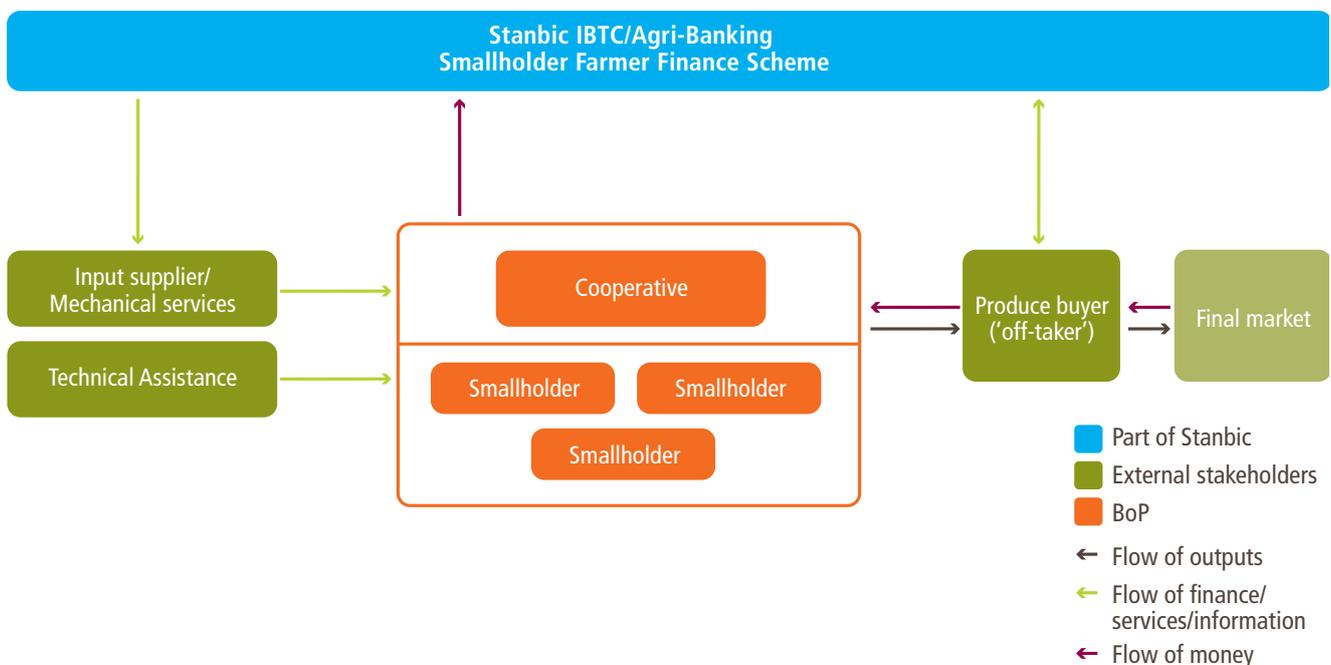 Stanbic IBTC/Agri-Banking
Smallholder Farmer Finance Scheme
Input supplier/
Mechanical services
Technical Assistance
Cooperative
Smallholder
Smallholder
Smallholder
Produce buyer
('off-taker')
Final market
Part of Stanbic
External stakeholders
BoP
Flow of outputs
Flow of finance/
services/information
Flow of money